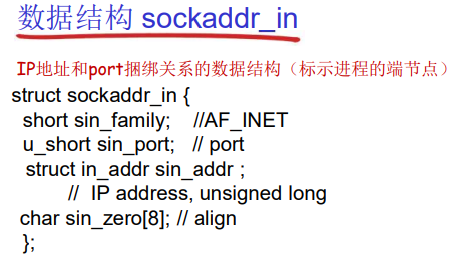 数据结构 sockaddr_in
IP地址和port捆绑关系的数据结构（标示进程的端节点）
struct sockaddr_in {
short sin_family; //AF_INET
u_short sin_port; // port
struct in_addr sin_addr ;
// IP address, unsigned long
char sin_zero[8]; // align
};